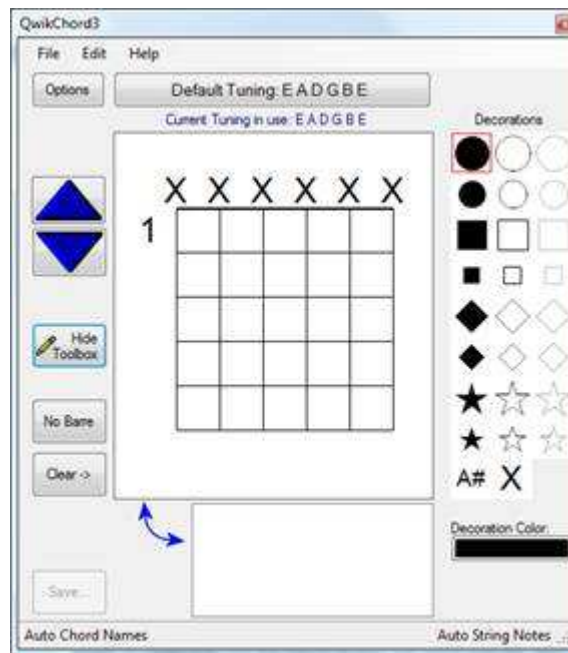 QwikChord3
File Edit Help
Options
Default Tuning: E A D G B E
Current Tuning in use: E A D G B E
Decorations
X X X X X X
1
Hide
Toolbox
No Barre
Clear ->
A# X
Decoration Color:
Save...
Auto Chord Names
Auto String Notes